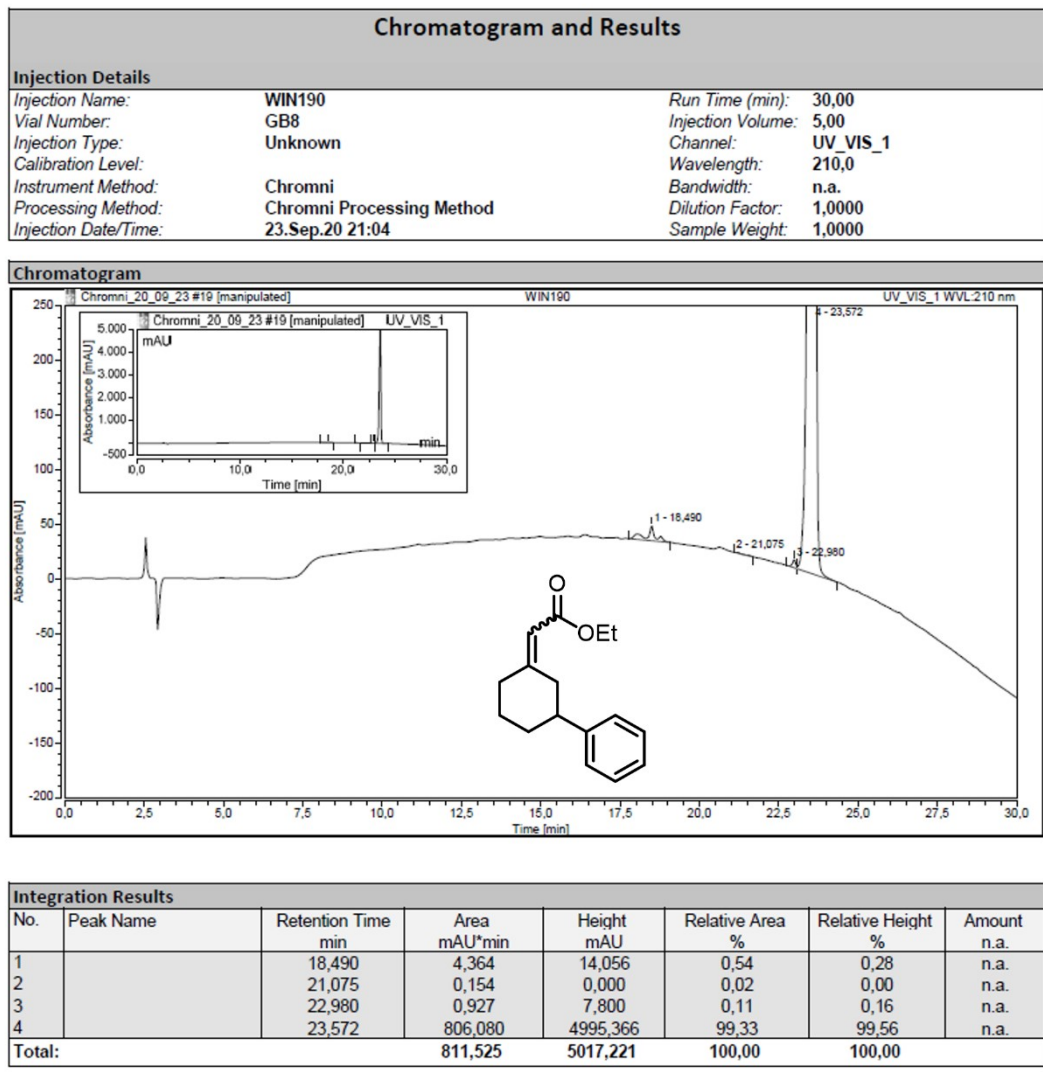 Chromatogram and Results
Injection Details
Injection Name: WIN190 Run Time (min): 30,00
Vial Number: GB8 Injection Volume: 5,00
Injection Type: Unknown Channel: UV_VIS_1
Calibration Level: Wavelength: 210,0
Instrument Method: Chromni Bandwidth: n.a.
Processing Method: Chromni Processing Method Dilution Factor: 1,0000
Injection Date/Time: 23.Sep.20 21:04 Sample Weight: 1,0000
Chromatogram
Chromni_20_09_23 #19 [manipulated] WIN190 UV_VIS_1 WVL:210 nm
250
200
150
100
50
0
-50
-100
-150
-200
Absorbance [mAU]
Chromni_20_09_23 #19 [manipulated] UV_VIS_1
mAU
5.000
4.000
3.000
2.000
1.000
-500
Absorbance [mAU]
min
0,0 10,0 20,0 30,0
Time [min]
4 - 23,572
1 - 18,490
2 - 21,075
3 - 22,980
O
OEt
0,0 2,5 5,0 7,5 10,0 12,5 15,0 17,5 20,0 22,5 25,0 27,5 30,0
Time [min]
Integration Results
No. Peak Name Retention Time Area Height Relative Area Relative Height Amount
min mAU*min mAU % % n.a.
1 18,490 4,364 14,056 0,54 0,28 n.a.
2 21,075 0,154 0,000 0,02 0,00 n.a.
3 22,980 0,927 7,800 0,11 0,16 n.a.
4 23,572 806,080 4995,366 99,33 99,56 n.a.
Total: 811,525 5017,221 100,00 100,00